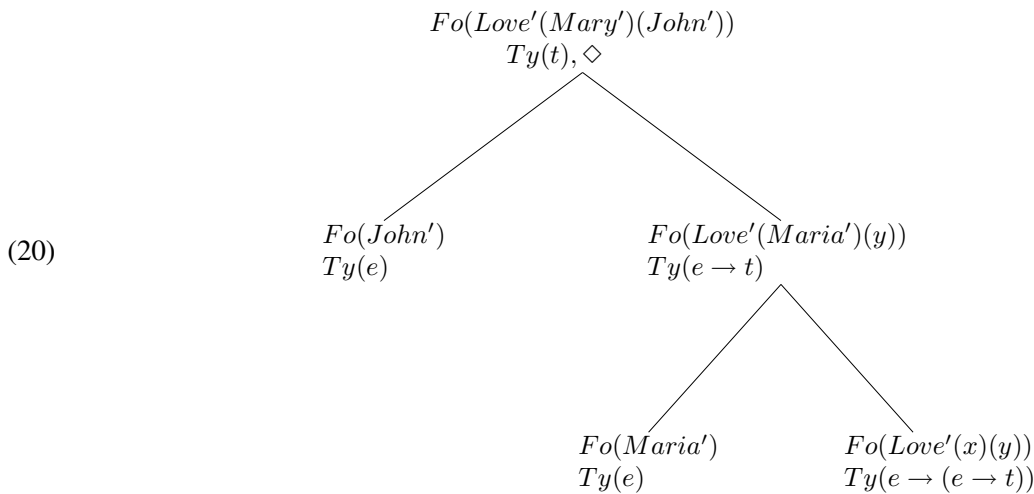 Fo(Love′(Mary′)(John′))
Ty(t), ◇
(20)
Fo(John′)
Ty(e)
Fo(Love′(Maria′)(y))
Ty(e → t)
Fo(Maria′)
Ty(e)
Fo(Love′(x)(y))
Ty(e → (e → t))